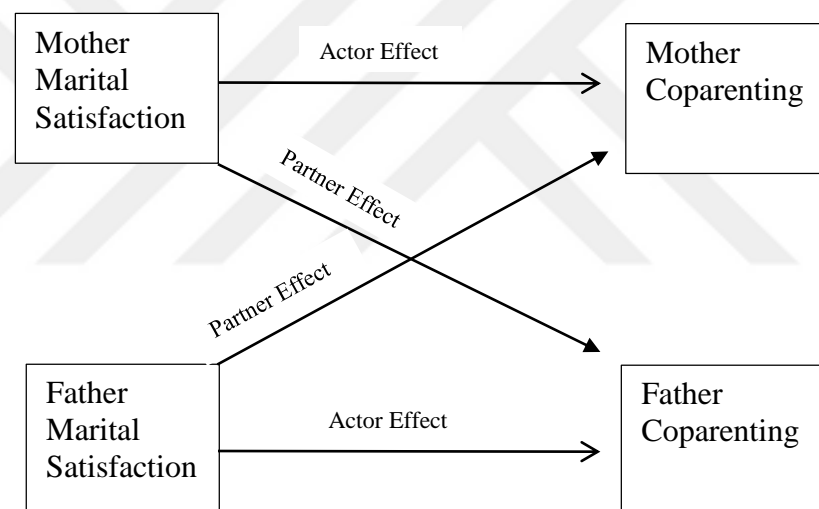 Mother
Marital
Satisfaction
Actor Effect
Mother
Coparenting
Partner Effect
Partner Effect
Father
Marital
Satisfaction
Actor Effect
Father
Coparenting